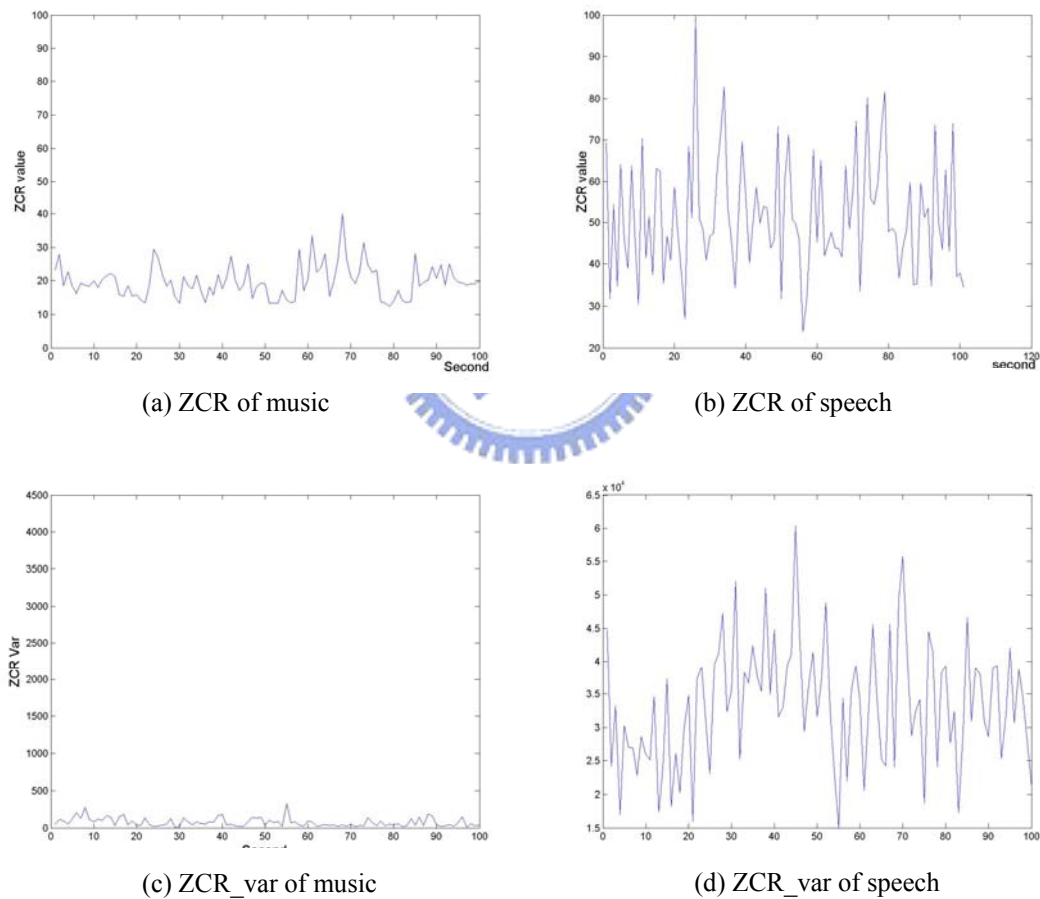 100
90
80
70
60
50
40
30
20
10
0
ZCR value
0 10 20 30 40 50 60 70 80 90 100
Second
(a) ZCR of music
100
90
80
70
60
50
40
30
20
ZCR value
0 20 40 60 80 100 120
second
(b) ZCR of speech
4500
4000
3500
3000
2500
2000
1500
1000
500
0
ZCR Var
0 10 20 30 40 50 60 70 80 90 100
(c) ZCR_var of music
x 10⁴
6.5
6
5.5
5
4.5
4
3.5
3
2.5
2
1.5
0 10 20 30 40 50 60 70 80 90 100
(d) ZCR_var of speech